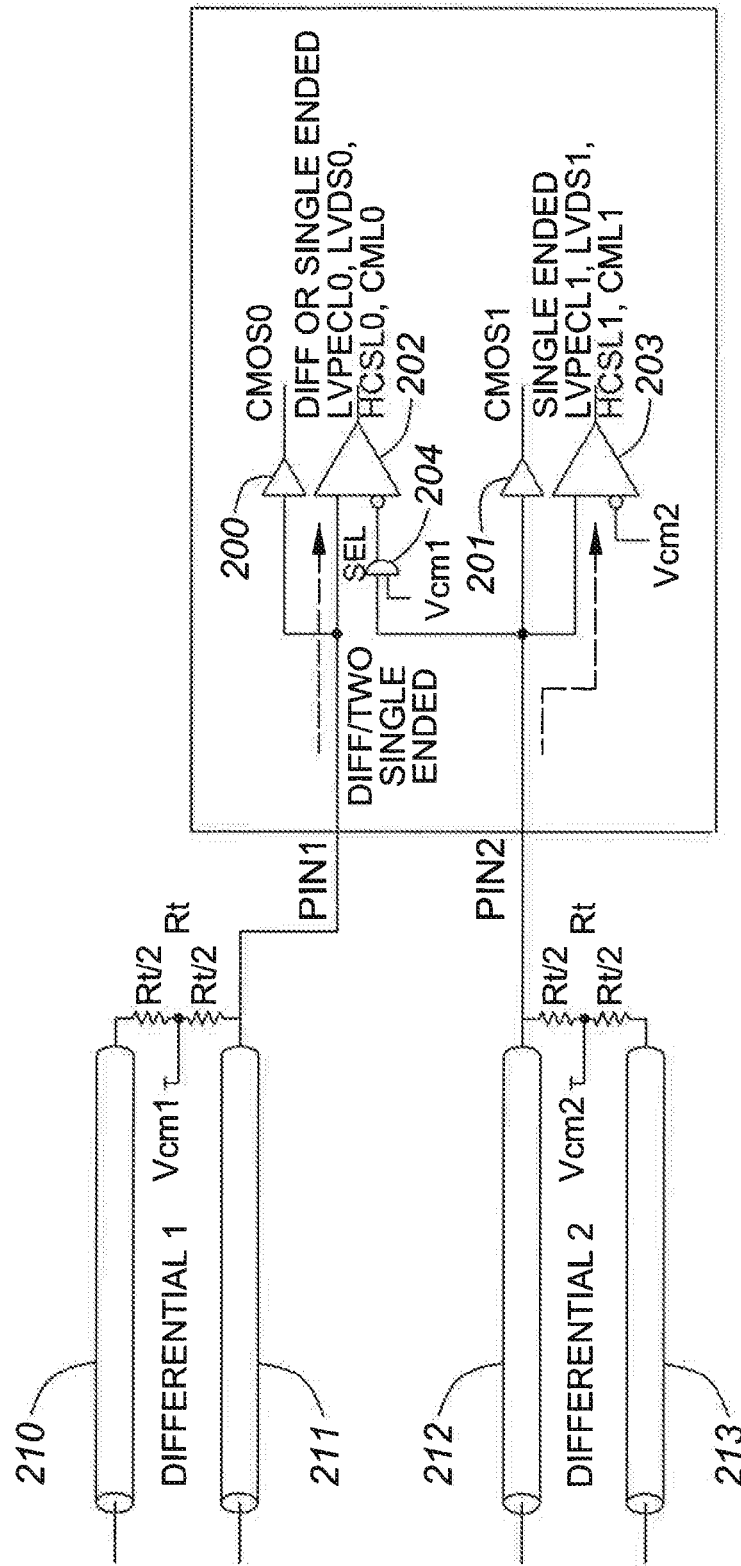 210
DIFFERENTIAL 1
211
Vcm1
Rt/2
Rt/2
Rt
PIN1
212
DIFFERENTIAL 2
213
Vcm2
Rt/2
Rt/2
Rt
PIN2
DIFF/TWO
SINGLE
ENDED
200
CMOS0
DIFF OR SINGLE ENDED
LVPECL0, LVDS0,
HCSL0, CML0
202
SEL
204
Vcm1
201
CMOS1
SINGLE ENDED
LVPECL1, LVDS1,
HCSL1, CML1
203
Vcm2